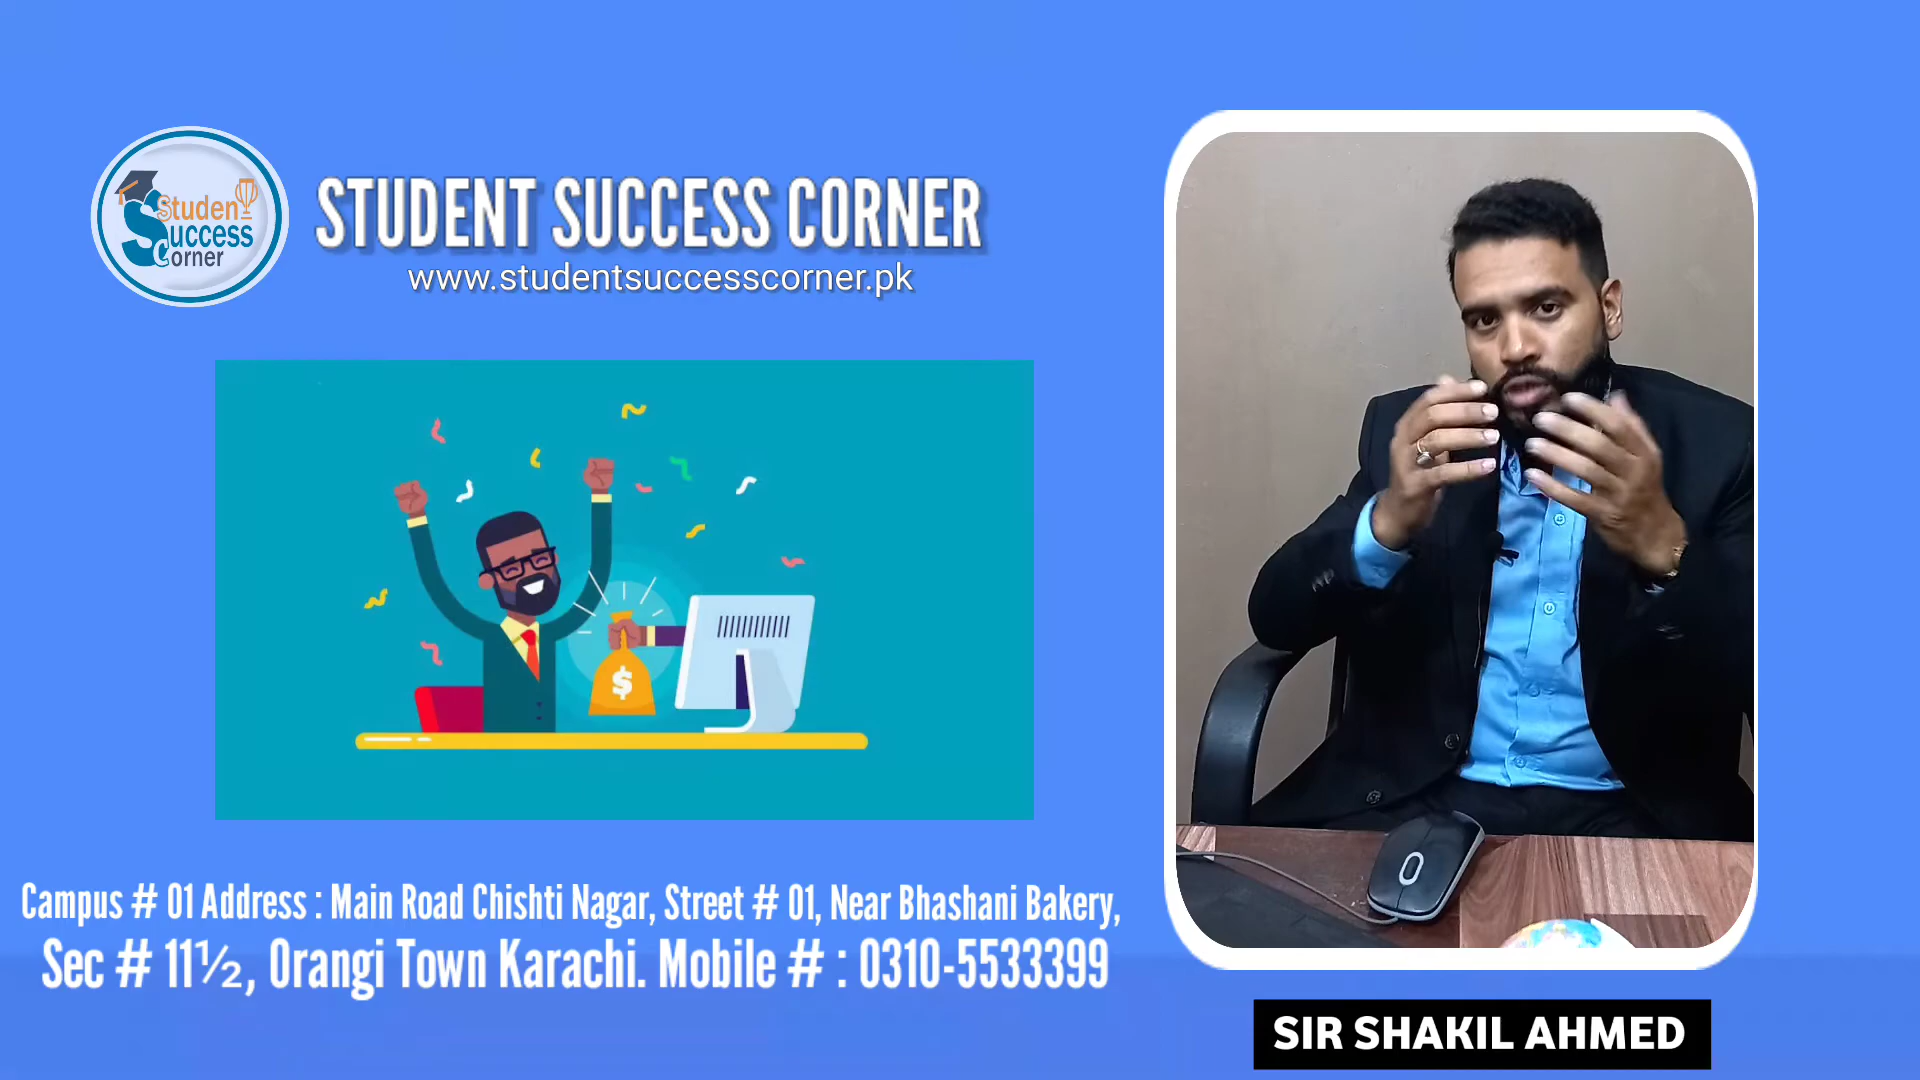 Studen
Success
Corner
STUDENT SUCCESS CORNER
www.studentsuccesscorner.pk
$
Campus # 01 Address : Main Road Chishti Nagar, Street # 01, Near Bhashani Bakery,
Sec # 11½, Orangi Town Karachi. Mobile # : 0310-5533399
SIR SHAKIL AHMED